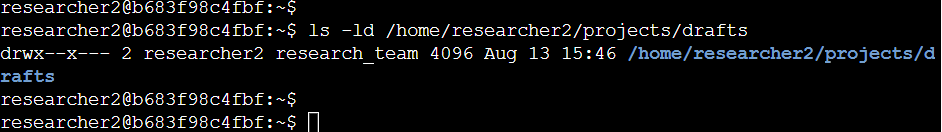 researcher2@b683f98c4fbf:~$
researcher2@b683f98c4fbf:~$ ls -ld /home/researcher2/projects/drafts
drwx--x--- 2 researcher2 research_team 4096 Aug 13 15:46 /home/researcher2/projects/d
rafts
researcher2@b683f98c4fbf:~$
researcher2@b683f98c4fbf:~$